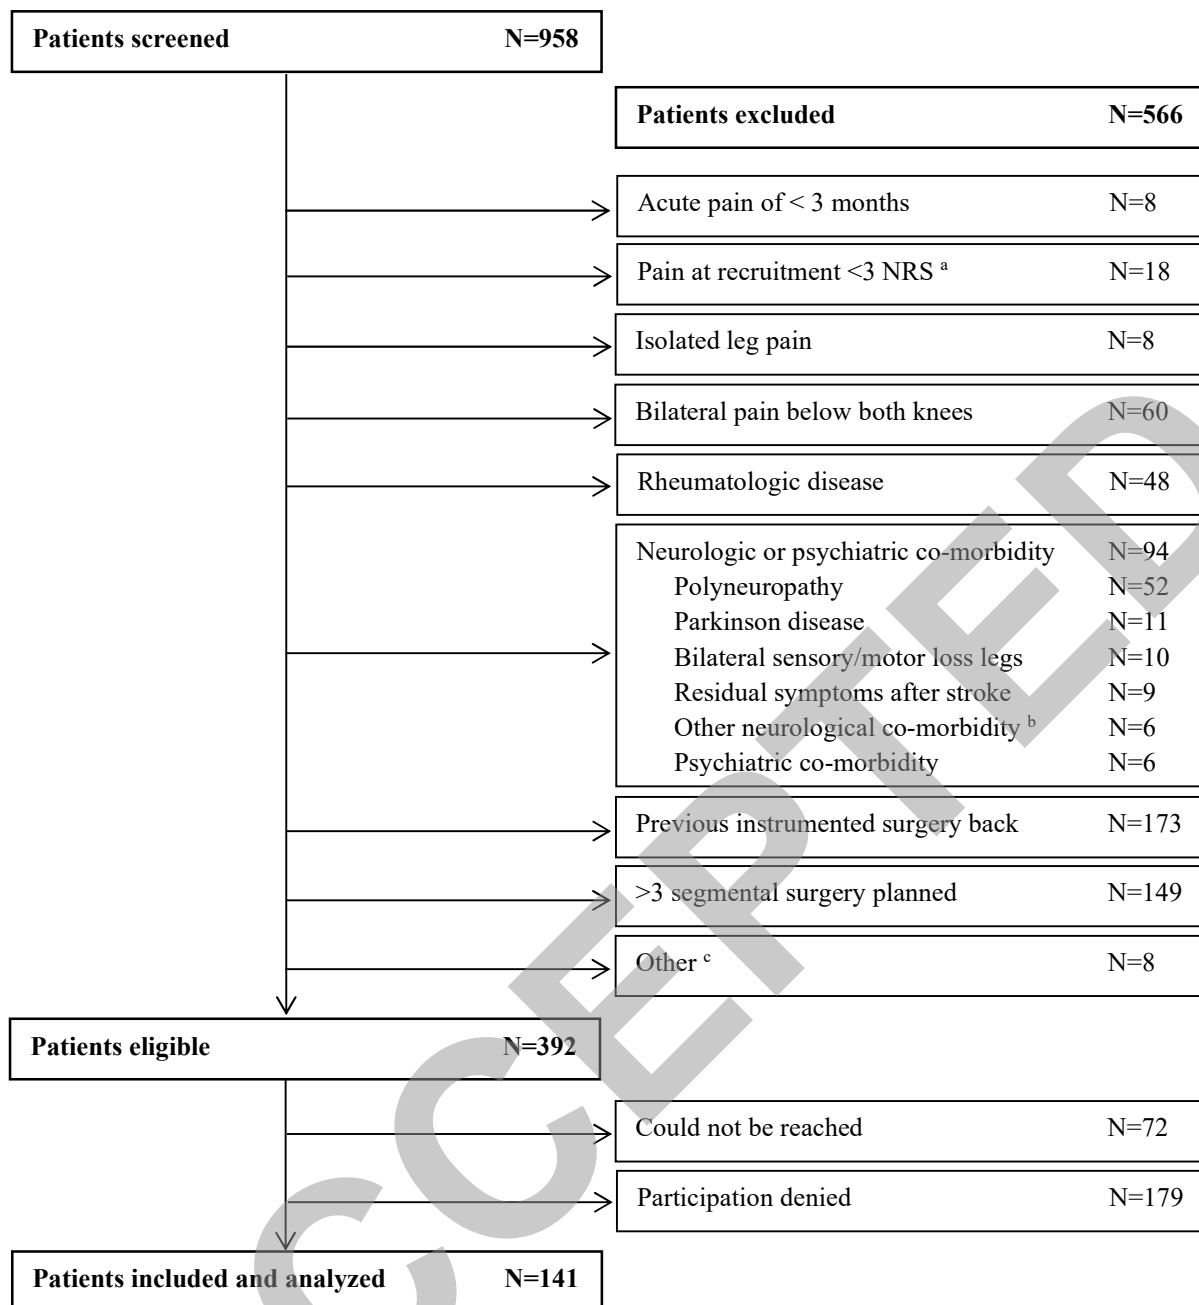 Patients screened N=958
Patients excluded N=566
Acute pain of < 3 months N=8
Pain at recruitment <3 NRS a N=18
Isolated leg pain N=8
Bilateral pain below both knees N=60
Rheumatologic disease N=48
Neurologic or psychiatric co-morbidity N=94
Polyneuropathy N=52
Parkinson disease N=11
Bilateral sensory/motor loss legs N=10
Residual symptoms after stroke N=9
Other neurological co-morbidity b N=6
Psychiatric co-morbidity N=6
Previous instrumented surgery back N=173
>3 segmental surgery planned N=149
Other c N=8
Patients eligible N=392
Could not be reached N=72
Participation denied N=179
Patients included and analyzed N=141
CCEPTED